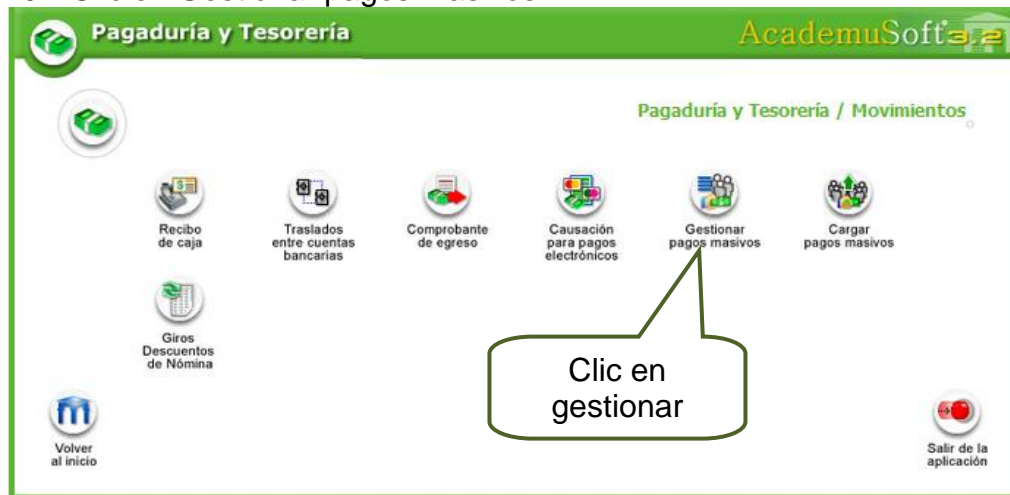 Pagaduría y Tesorería
AcademuSoft 3.2
Pagaduría y Tesorería / Movimientos
Recibo
de caja
Traslados
entre cuentas
bancarias
Comprobante
de egreso
Causación
para pagos
electrónicos
Gestionar
pagos masivos
Cargar
pagos masivos
Giros
Descuentos
de Nómina
Clic en
gestionar
Volver
al inicio
Salir de la
aplicación